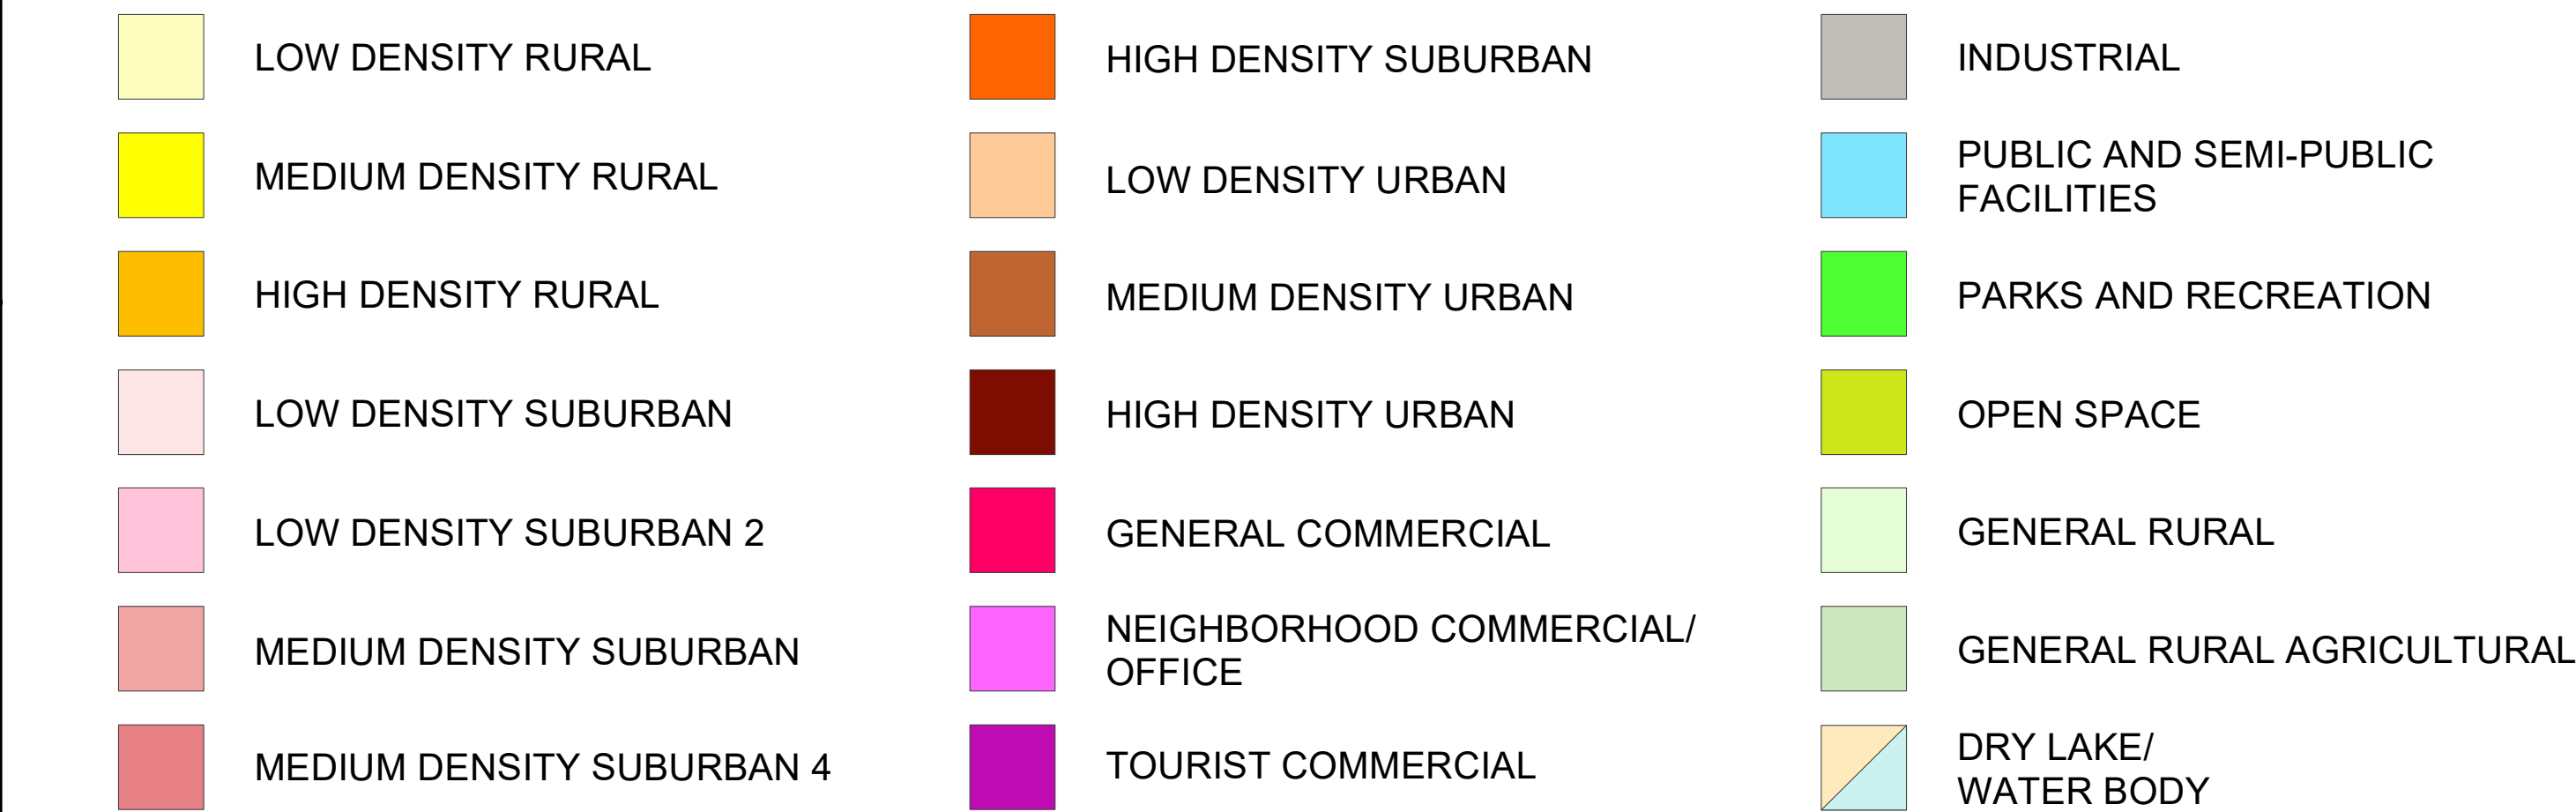 LOW DENSITY RURAL
MEDIUM DENSITY RURAL
HIGH DENSITY RURAL
LOW DENSITY SUBURBAN
LOW DENSITY SUBURBAN 2
MEDIUM DENSITY SUBURBAN
MEDIUM DENSITY SUBURBAN 4
HIGH DENSITY SUBURBAN
LOW DENSITY URBAN
MEDIUM DENSITY URBAN
HIGH DENSITY URBAN
GENERAL COMMERCIAL
NEIGHBORHOOD COMMERCIAL/
OFFICE
TOURIST COMMERCIAL
INDUSTRIAL
PUBLIC AND SEMI-PUBLIC
FACILITIES
PARKS AND RECREATION
OPEN SPACE
GENERAL RURAL
GENERAL RURAL AGRICULTURAL
DRY LAKE/
WATER BODY